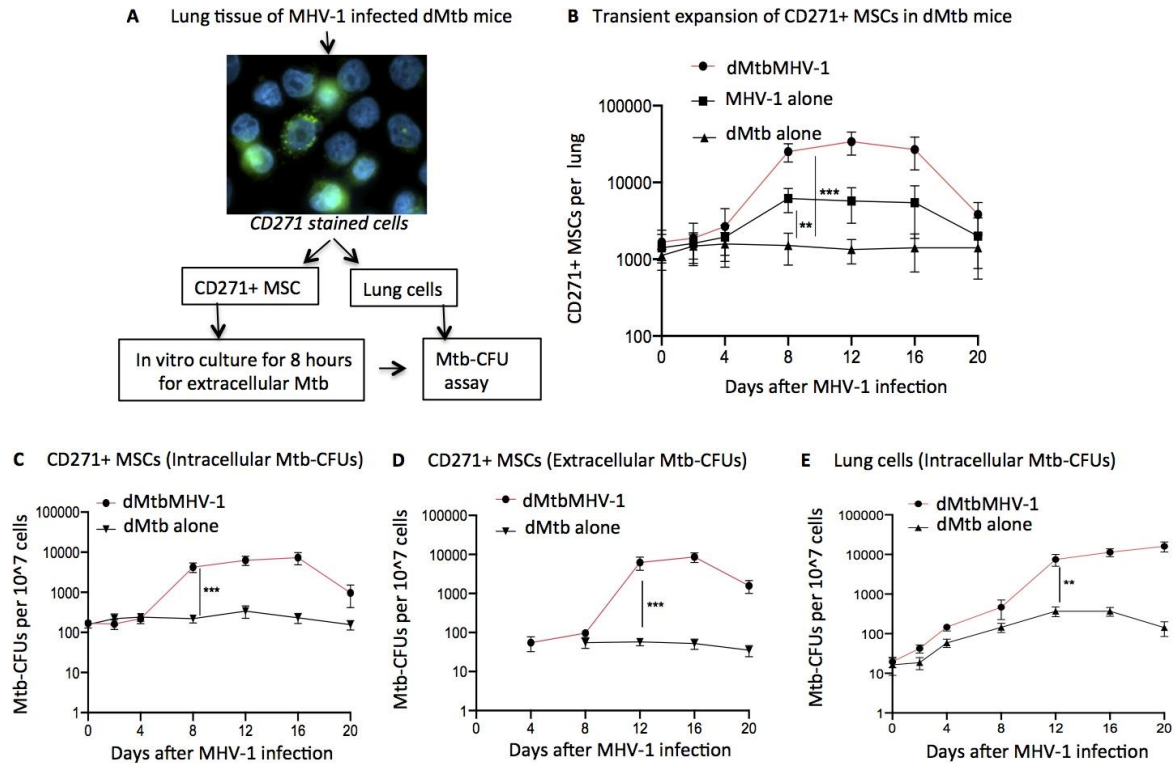 A Lung tissue of MHV-1 infected dMtb mice
CD271 stained cells
CD271+ MSC
Lung cells
In vitro culture for 8 hours
for extracellular Mtb
Mtb-CFU
assay
B Transient expansion of CD271+ MSCs in dMtb mice
dMtbMHV-1
MHV-1 alone
dMtb alone
CD271+ MSCs per lung
100000
10000
1000
100
***
**
0 4 8 12 16 20
Days after MHV-1 infection
C CD271+ MSCs (Intracellular Mtb-CFUs)
dMtbMHV-1
dMtb alone
Mtb-CFUs per 10^7 cells
100000
10000
1000
100
10
1
***
0 4 8 12 16 20
Days after MHV-1 infection
D CD271+ MSCs (Extracellular Mtb-CFUs)
dMtbMHV-1
dMtb alone
Mtb-CFUs per 10^7 cells
100000
10000
1000
100
10
1
***
0 4 8 12 16 20
Days after MHV-1 infection
E Lung cells (Intracellular Mtb-CFUs)
dMtbMHV-1
dMtb alone
Mtb-CFUs per 10^7 cells
100000
10000
1000
100
10
1
**
0 4 8 12 16 20
Days after MHV-1 infection